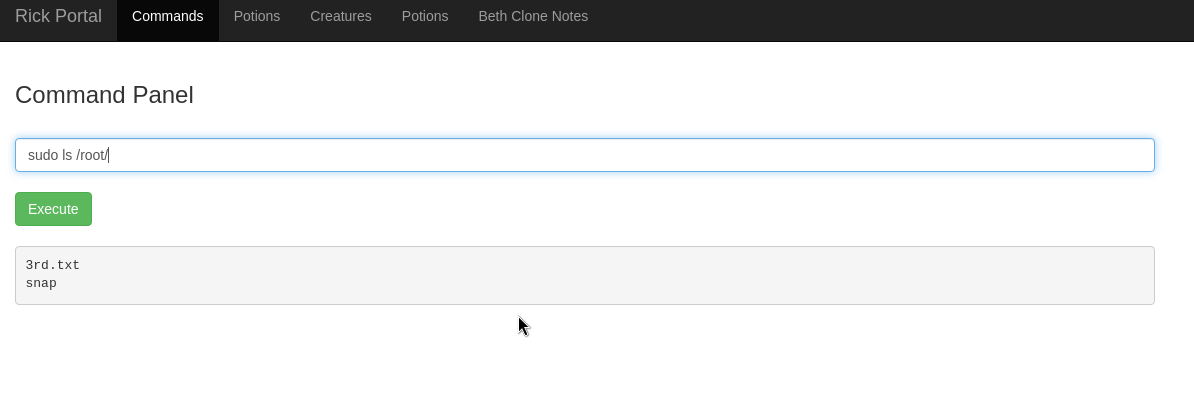 Rick Portal Commands Potions Creatures Potions Beth Clone Notes
Command Panel
sudo ls /root/
Execute
3rd.txt
snap